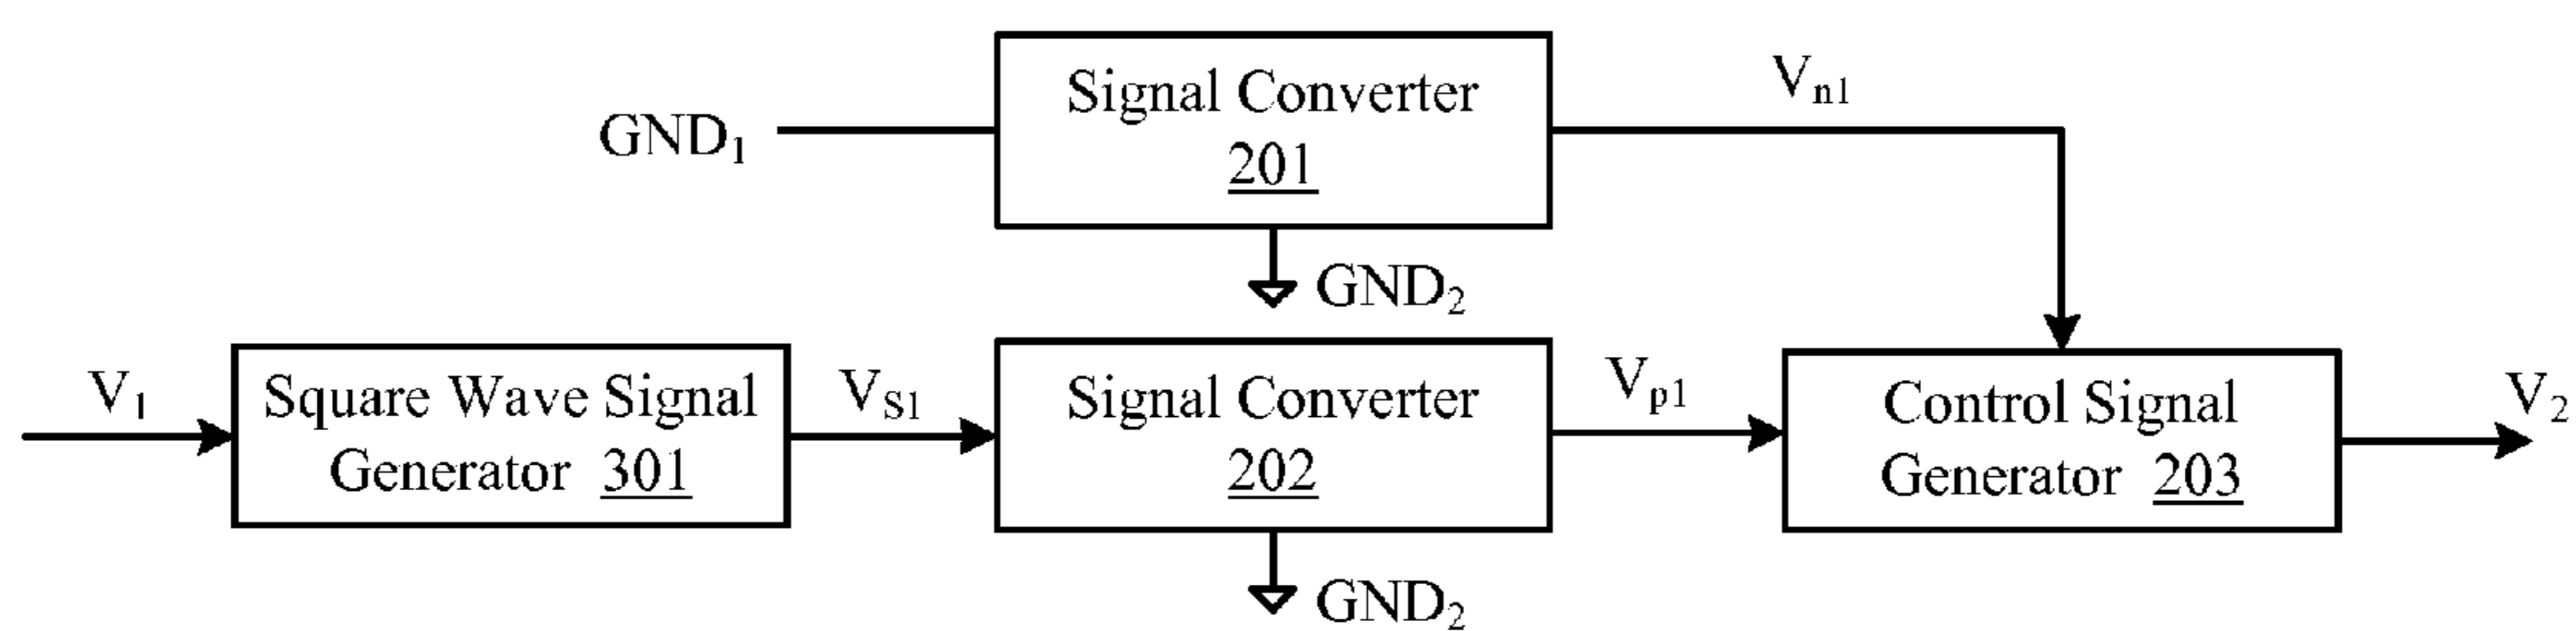 Signal Converter
201
GND₁
Vₙ₁
GND₂
V₁
Square Wave Signal
Generator 301
V_S1
Signal Converter
202
Vₚ₁
Control Signal
Generator 203
V₂
GND₂